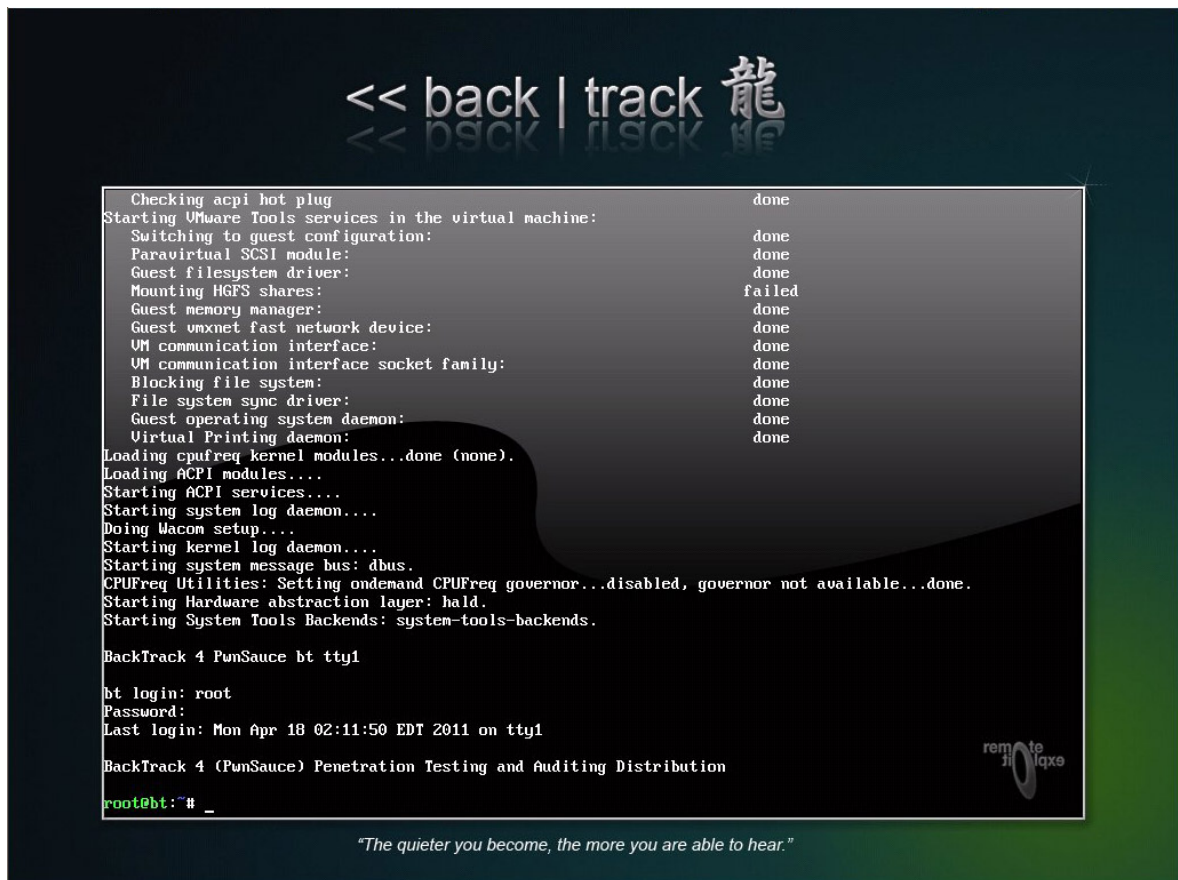 << back | track 龍
Checking acpi hot plug done
Starting VMware Tools services in the virtual machine:
Switching to guest configuration: done
Paravirtual SCSI module: done
Guest filesystem driver: done
Mounting HGFS shares: failed
Guest memory manager: done
Guest vmxnet fast network device: done
VM communication interface: done
VM communication interface socket family: done
Blocking file system: done
File system sync driver: done
Guest operating system daemon: done
Virtual Printing daemon: done
Loading cpufreq kernel modules...done (none).
Loading ACPI modules....
Starting ACPI services....
Starting system log daemon....
Doing Wacom setup....
Starting kernel log daemon....
Starting system message bus: dbus.
CPUFreq Utilities: Setting ondemand CPUFreq governor...disabled, governor not available...done.
Starting Hardware abstraction layer: hald.
Starting System Tools Backends: system-tools-backends.
BackTrack 4 PwnSauce bt tty1
bt login: root
Password:
Last login: Mon Apr 18 02:11:50 EDT 2011 on tty1
BackTrack 4 (PwnSauce) Penetration Testing and Auditing Distribution
root@bt:~# _
remote
exploit
“The quieter you become, the more you are able to hear.”